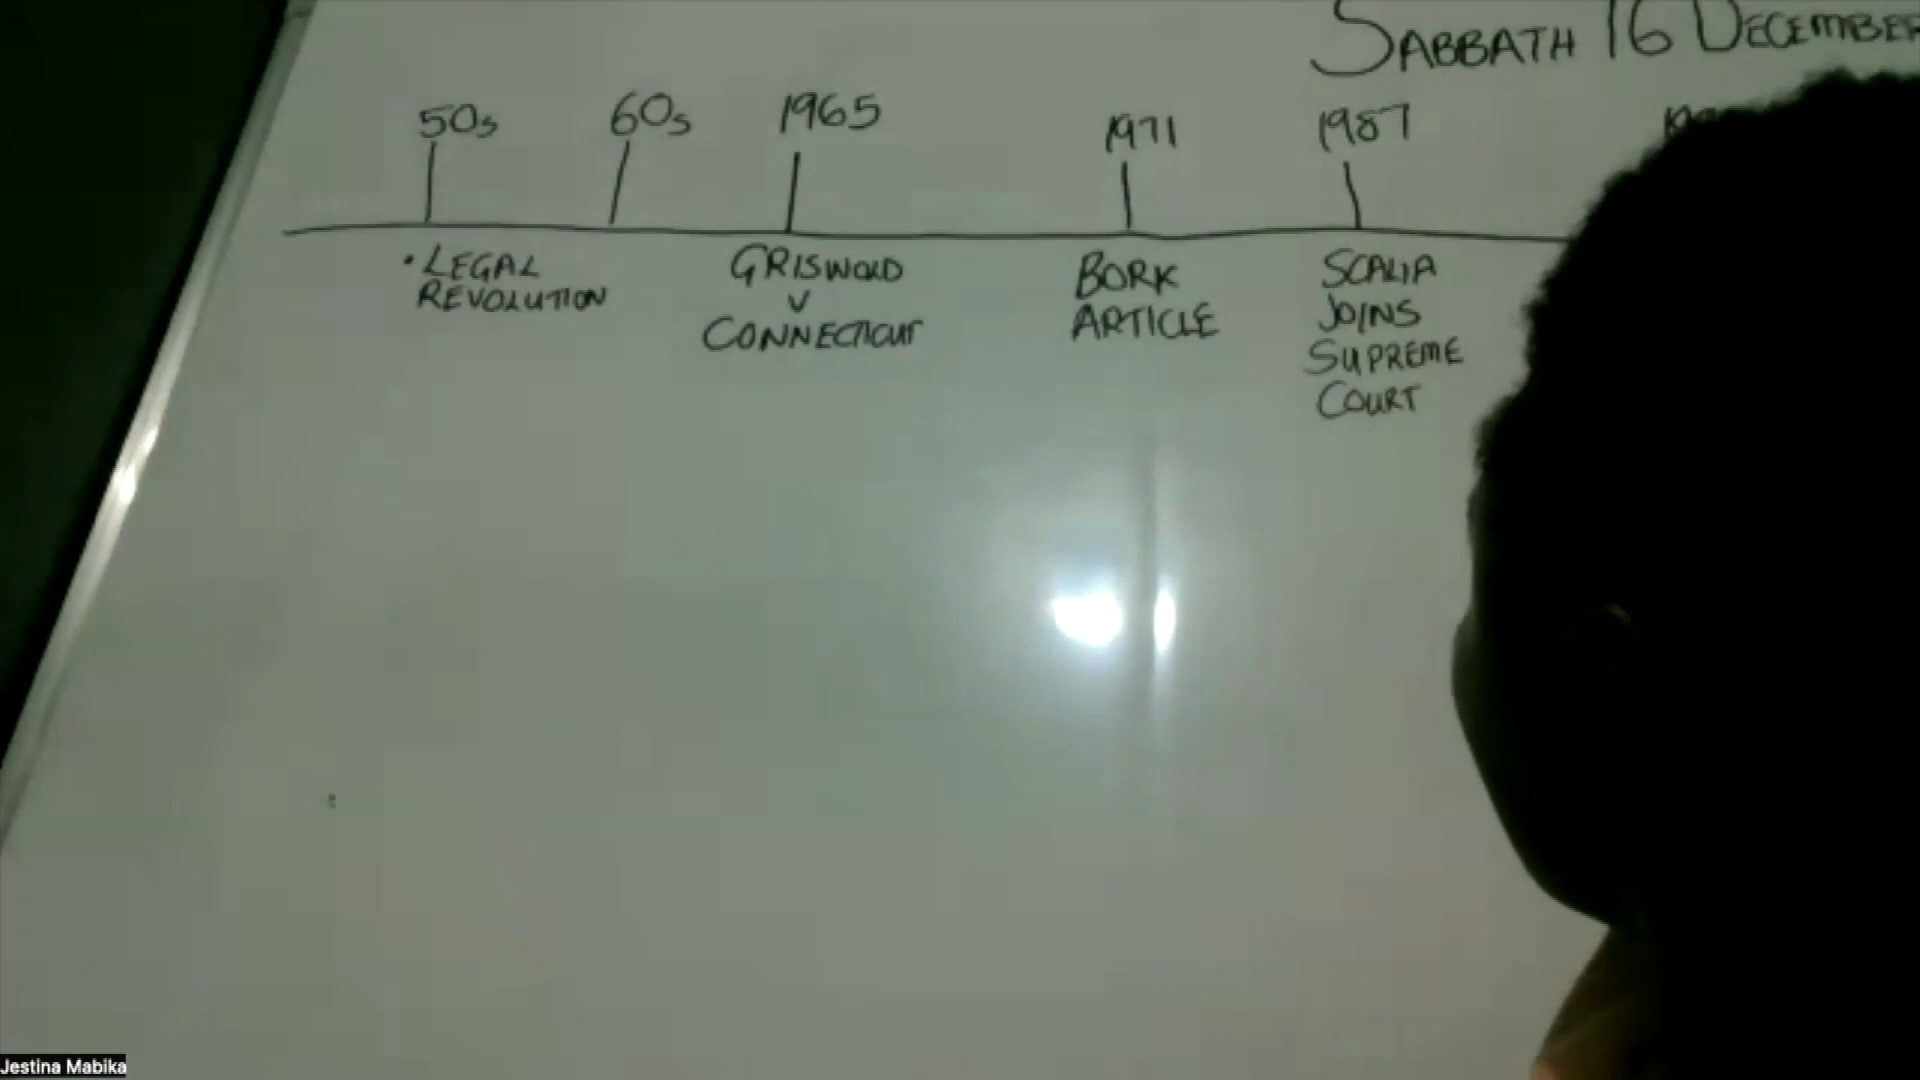 SABBATH 16 DECEMBER
50s 60s 1965 1971 1987
• LEGAL
REVOLUTION
GRISWOLD
V
CONNECTICUT
BORK
ARTICLE
SCALIA
JOINS
SUPREME
COURT
Jestina Mabika